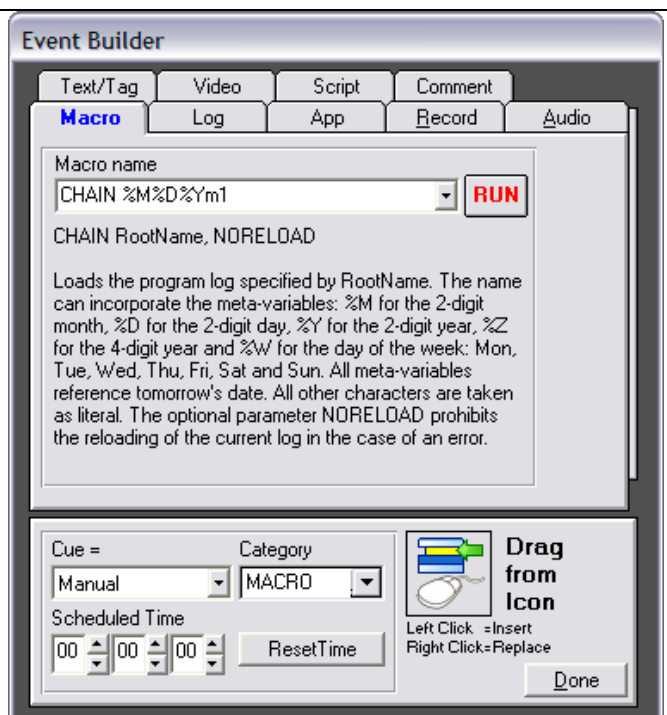 Event Builder
Text/Tag Video Script Comment
Macro Log App Record Audio
Macro name
CHAIN %M%D%Ym1 RUN
CHAIN RootName, NORELOAD
Loads the program log specified by RootName. The name
can incorporate the meta-variables: %M for the 2-digit
month, %D for the 2-digit day, %Y for the 2-digit year, %Z
for the 4-digit year and %W for the day of the week: Mon,
Tue, Wed, Thu, Fri, Sat and Sun. All meta-variables
reference tomorrow's date. All other characters are taken
as literal. The optional parameter NORELOAD prohibits
the reloading of the current log in the case of an error.
Cue = Category
Manual MACRO
Scheduled Time
00 00 00 ResetTime
Drag
from
Icon
Left Click =Insert
Right Click=Replace
Done